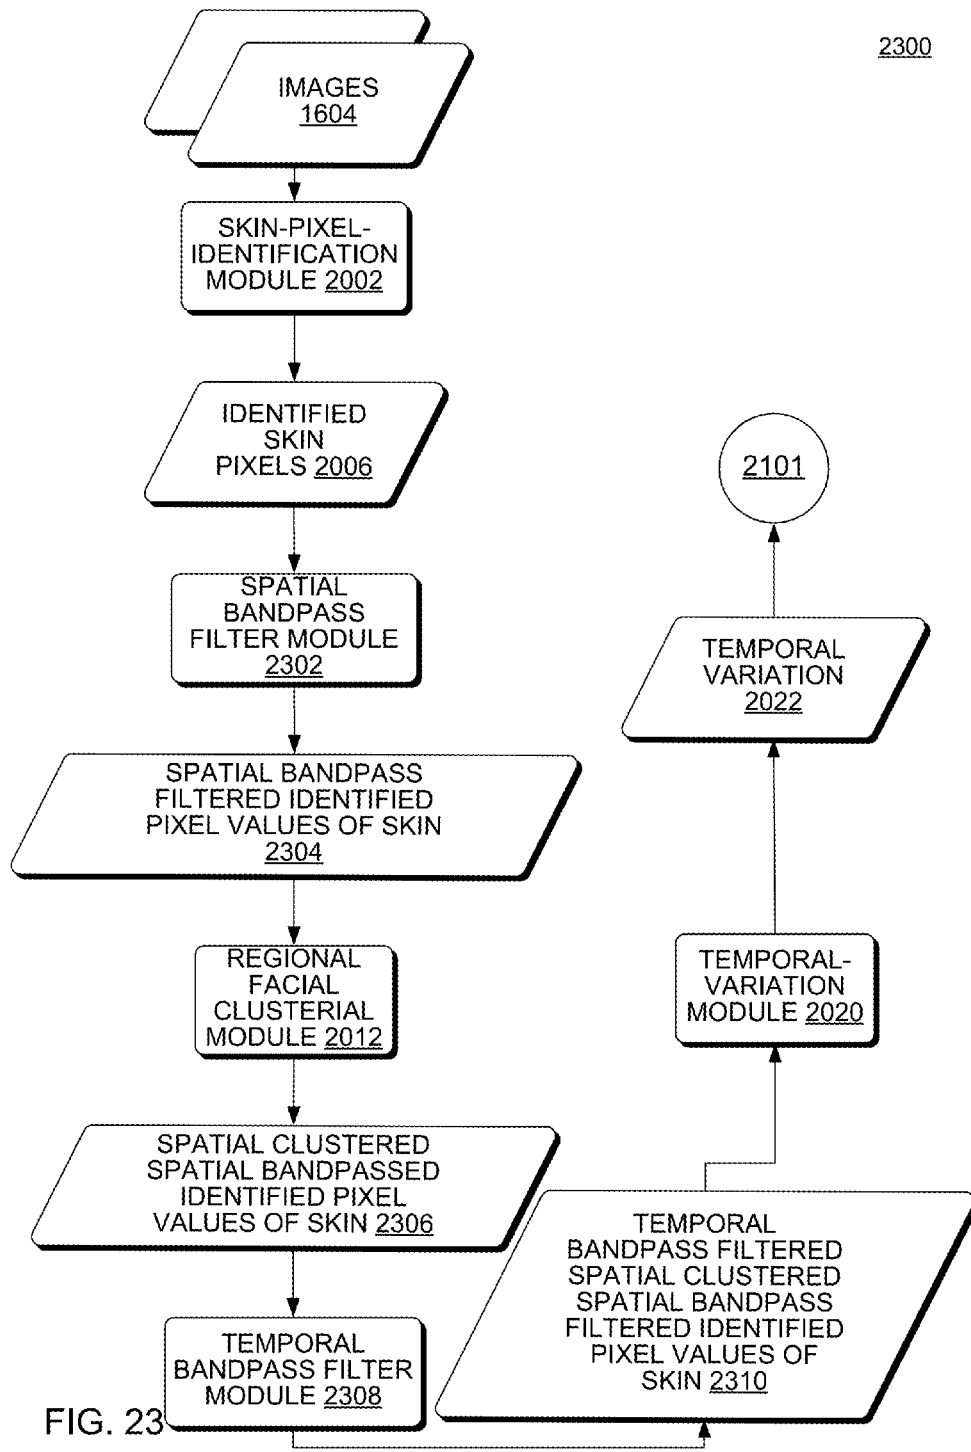 2300
IMAGES
1604
SKIN-PIXEL-
IDENTIFICATION
MODULE 2002
IDENTIFIED
SKIN
PIXELS 2006
SPATIAL
BANDPASS
FILTER MODULE
2302
SPATIAL BANDPASS
FILTERED IDENTIFIED
PIXEL VALUES OF SKIN
2304
REGIONAL
FACIAL
CLUSTERIAL
MODULE 2012
SPATIAL CLUSTERED
SPATIAL BANDPASSED
IDENTIFIED PIXEL
VALUES OF SKIN 2306
TEMPORAL
BANDPASS FILTER
MODULE 2308
TEMPORAL
BANDPASS FILTERED
SPATIAL CLUSTERED
SPATIAL BANDPASS
FILTERED IDENTIFIED
PIXEL VALUES OF
SKIN 2310
TEMPORAL-
VARIATION
MODULE 2020
TEMPORAL
VARIATION
2022
2101
FIG. 23